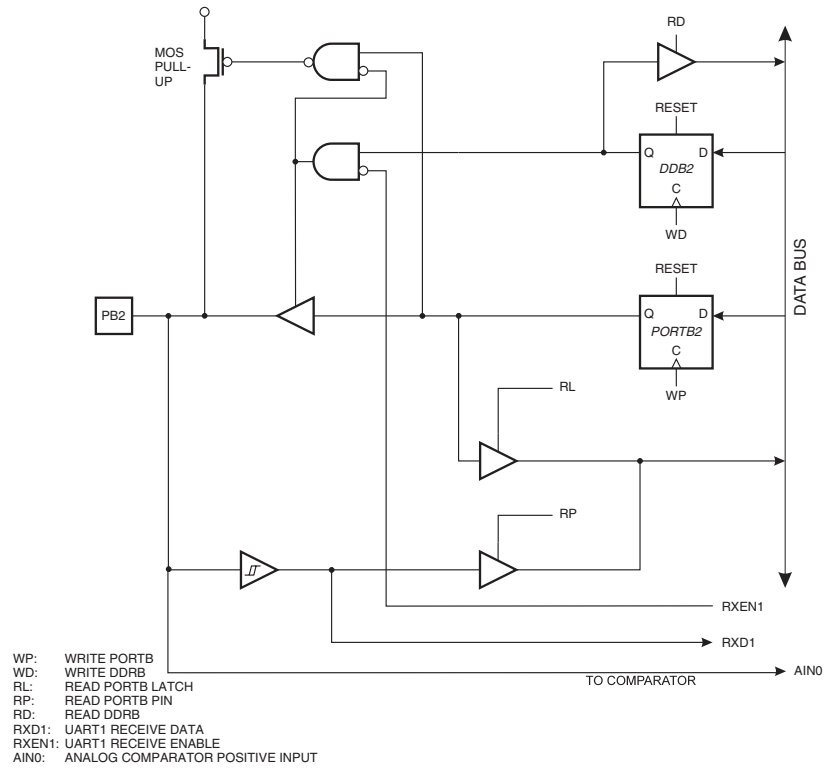 RD
MOS
PULL-
UP
RESET
Q D
DDB2
C
WD
DATA BUS
RESET
PB2
Q D
PORTB2
C
WP
RL
RP
RXEN1
RXD1
AIN0
TO COMPARATOR
WP: WRITE PORTB
WD: WRITE DDRB
RL: READ PORTB LATCH
RP: READ PORTB PIN
RD: READ DDRB
RXD1: UART1 RECEIVE DATA
RXEN1: UART1 RECEIVE ENABLE
AIN0: ANALOG COMPARATOR POSITIVE INPUT